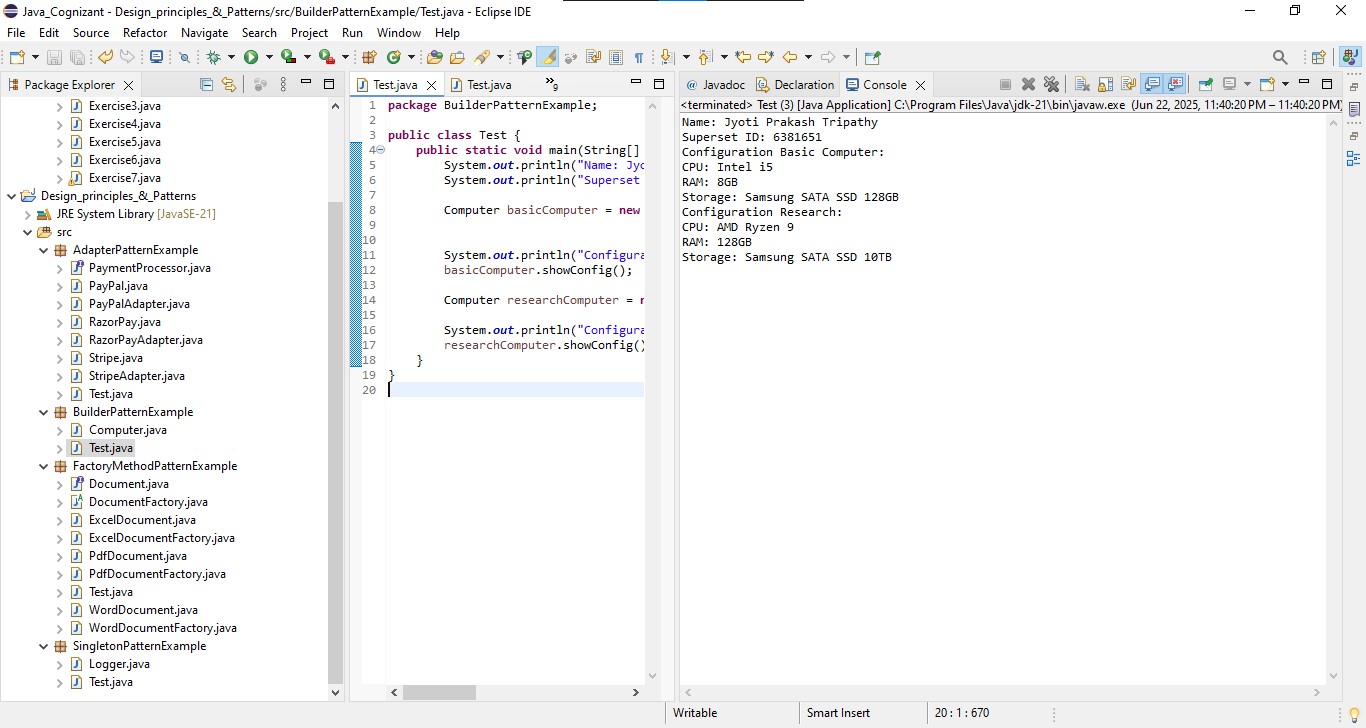 Java_Cognizant - Design_principles_&_Patterns/src/BuilderPatternExample/Test.java - Eclipse IDE
File Edit Source Refactor Navigate Search Project Run Window Help
Package Explorer
Exercise3.java
Exercise4.java
Exercise5.java
Exercise6.java
Exercise7.java
Design_principles_&_Patterns
JRE System Library [JavaSE-21]
src
AdapterPatternExample
PaymentProcessor.java
PayPal.java
PayPalAdapter.java
RazorPay.java
RazorPayAdapter.java
Stripe.java
StripeAdapter.java
Test.java
BuilderPatternExample
Computer.java
Test.java
FactoryMethodPatternExample
Document.java
DocumentFactory.java
ExcelDocument.java
ExcelDocumentFactory.java
PdfDocument.java
PdfDocumentFactory.java
Test.java
WordDocument.java
WordDocumentFactory.java
SingletonPatternExample
Logger.java
Test.java
Test.java Test.java »9
1 package BuilderPatternExample;
2
3 public class Test {
4 public static void main(String[]
5 System.out.println("Name: Jyo
6 System.out.println("Superset
7
8 Computer basicComputer = new
9
10
11 System.out.println("Configura
12 basicComputer.showConfig();
13
14 Computer researchComputer = n
15
16 System.out.println("Configura
17 researchComputer.showConfig()
18 }
19 }
20
Javadoc Declaration Console
<terminated> Test (3) [Java Application] C:\Program Files\Java\jdk-21\bin\javaw.exe (Jun 22, 2025, 11:40:20 PM – 11:40:20 PM)
Name: Jyoti Prakash Tripathy
Superset ID: 6381651
Configuration Basic Computer:
CPU: Intel i5
RAM: 8GB
Storage: Samsung SATA SSD 128GB
Configuration Research:
CPU: AMD Ryzen 9
RAM: 128GB
Storage: Samsung SATA SSD 10TB
Writable Smart Insert 20 : 1 : 670